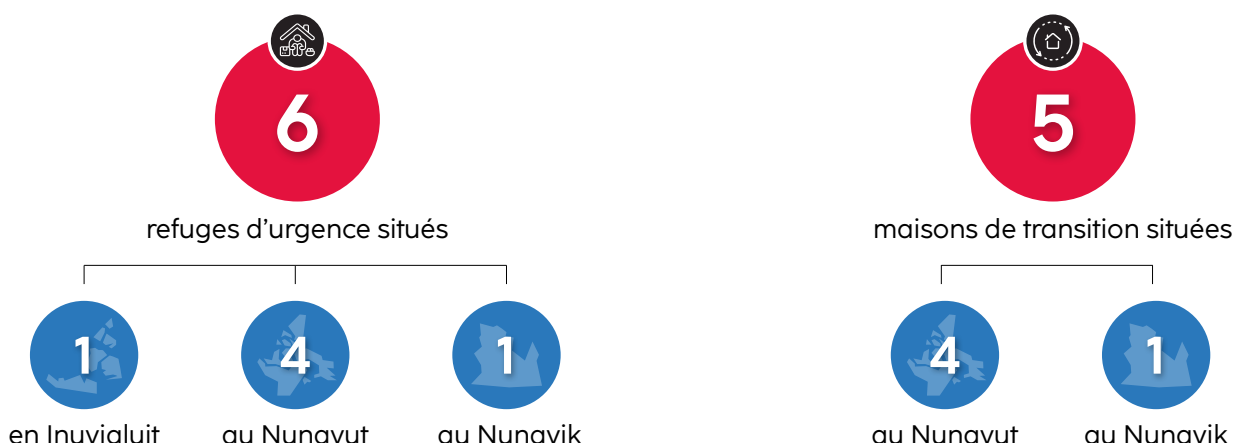 6
refuges d'urgence situés
1
4
1
en Inuvialuit
au Nunavut
au Nunavik
5
maisons de transition situées
4
1
au Nunavut
au Nunavik